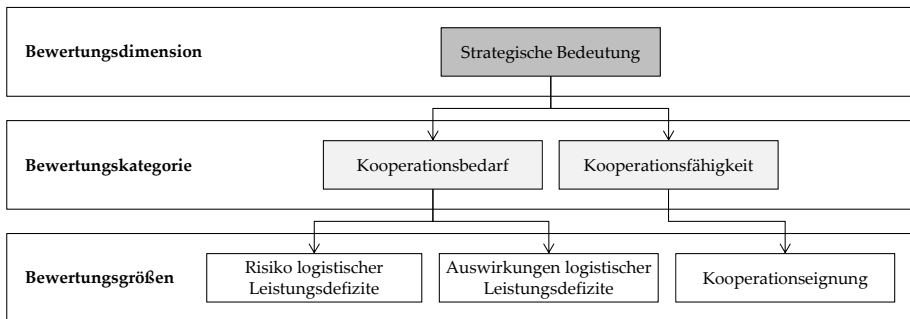 Bewertungsdimension
Strategische Bedeutung
Bewertungskategorie
Kooperationsbedarf
Kooperationsfähigkeit
Bewertungsgrößen
Risiko logistischer
Leistungsdefizite
Auswirkungen logistischer
Leistungsdefizite
Kooperationseignung